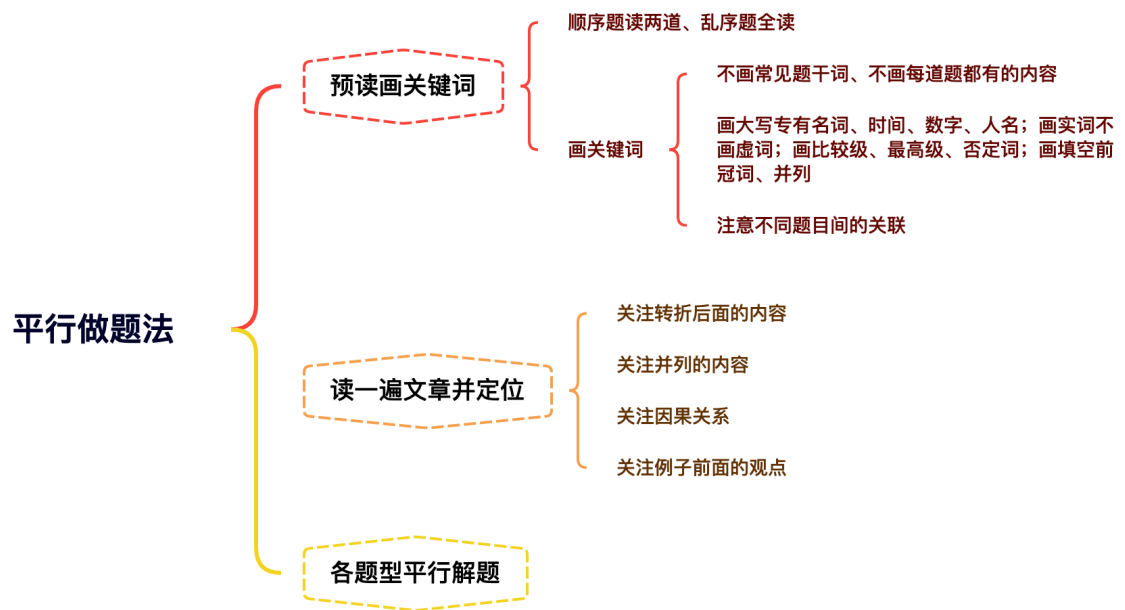 平行做题法
预读画关键词
顺序题读两道、乱序题全读
画关键词
不画常见题干词、不画每道题都有的内容
画大写专有名词、时间、数字、人名；画实词不
画虚词；画比较级、最高级、否定词；画填空前
冠词、并列
注意不同题目间的关联
读一遍文章并定位
关注转折后面的内容
关注并列的内容
关注因果关系
关注例子前面的观点
各题型平行解题